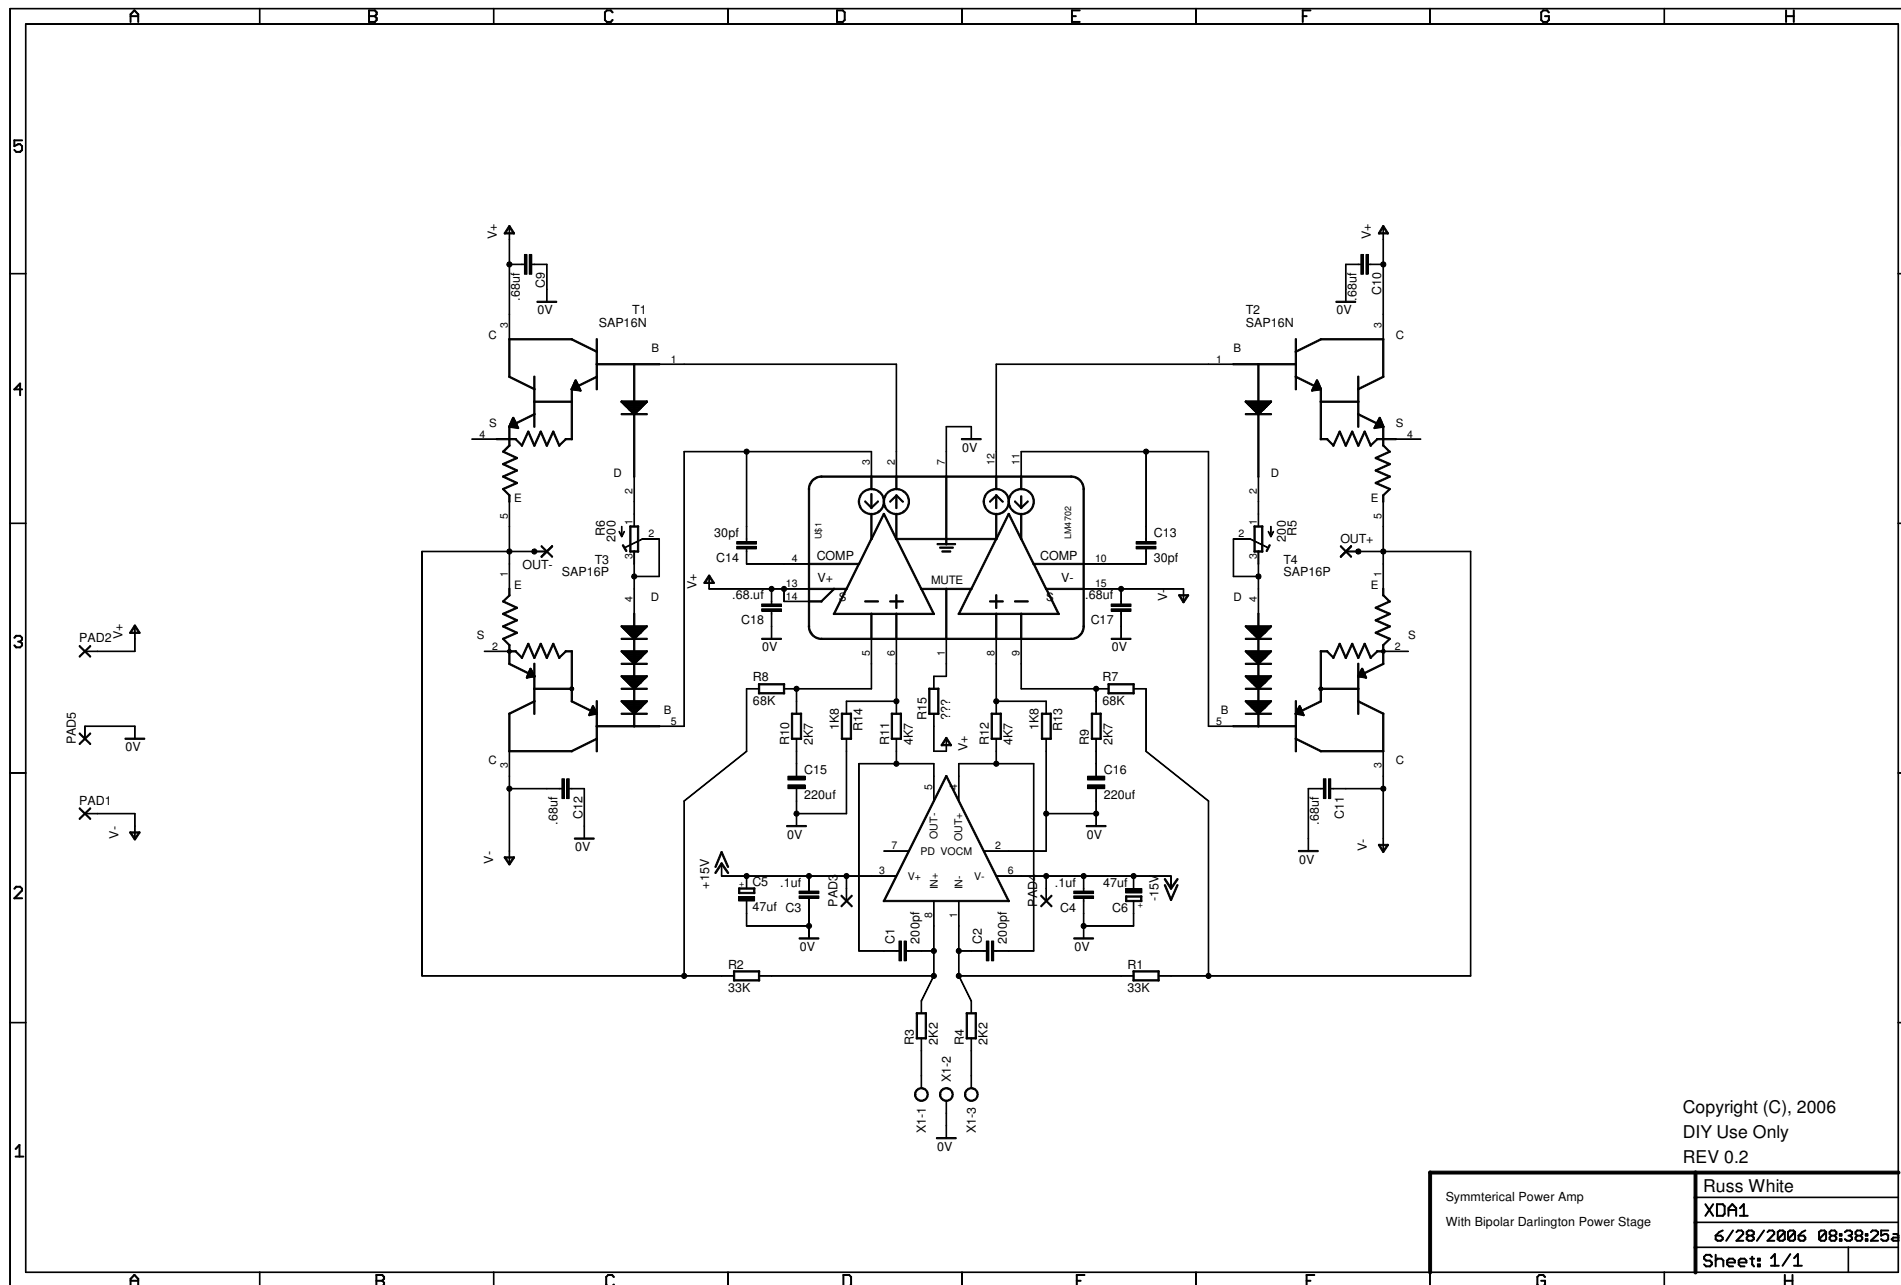 A B C D E F G H
5
4
3
2
1
V+
.68uf
C9
0V
T1
SAP16N
C
3
B
1
S
4
D
2
E
5
R6
200
1
2
3
OUT-
T3
SAP16P
1
E
4
D
S
2
B
5
C
3
.68uf
C12
0V
V-
V+
.68uf
C10
0V
T2
SAP16N
3
C
B
1
S
4
D
2
E
5
1
2
3
200
R5
OUT+
T4
SAP16P
1
E
D
4
S
2
B
5
3
C
.68uf
C11
0V
V-
0V
3
2
7
12
11
U$1
LM4702
30pf
C14
4
COMP
V+
13
14
V+
S
.68.uf
C18
0V
MUTE
C13
30pf
10
COMP
V-
15
V-
S
.68uf
C17
0V
5
6
1
8
9
R8
68K
R10
2K7
1K8
R14
R11
4K7
R15
???
V+
R12
4K7
1K8
R13
R9
2K7
R7
68K
C15
220uf
0V
C16
220uf
0V
5
4
OUT-
OUT+
7
PD
VOCM
2
3
V+
IN+
IN-
V-
6
8
1
+15V
C5
+
47uf
.1uf
C3
PAD3
0V
PAD4
.1uf
C4
47uf
C6
+
-15V
0V
C1
200pf
C2
200pf
R2
33K
R1
33K
R3
2K2
R4
2K2
X1-1
X1-2
X1-3
0V
PAD2
V+
PAD5
0V
PAD1
V-
Copyright (C), 2006
DIY Use Only
REV 0.2
Symmterical Power Amp
With Bipolar Darlington Power Stage
Russ White
XDA1
6/28/2006 08:38:25a
Sheet: 1/1
A B C D E F G H